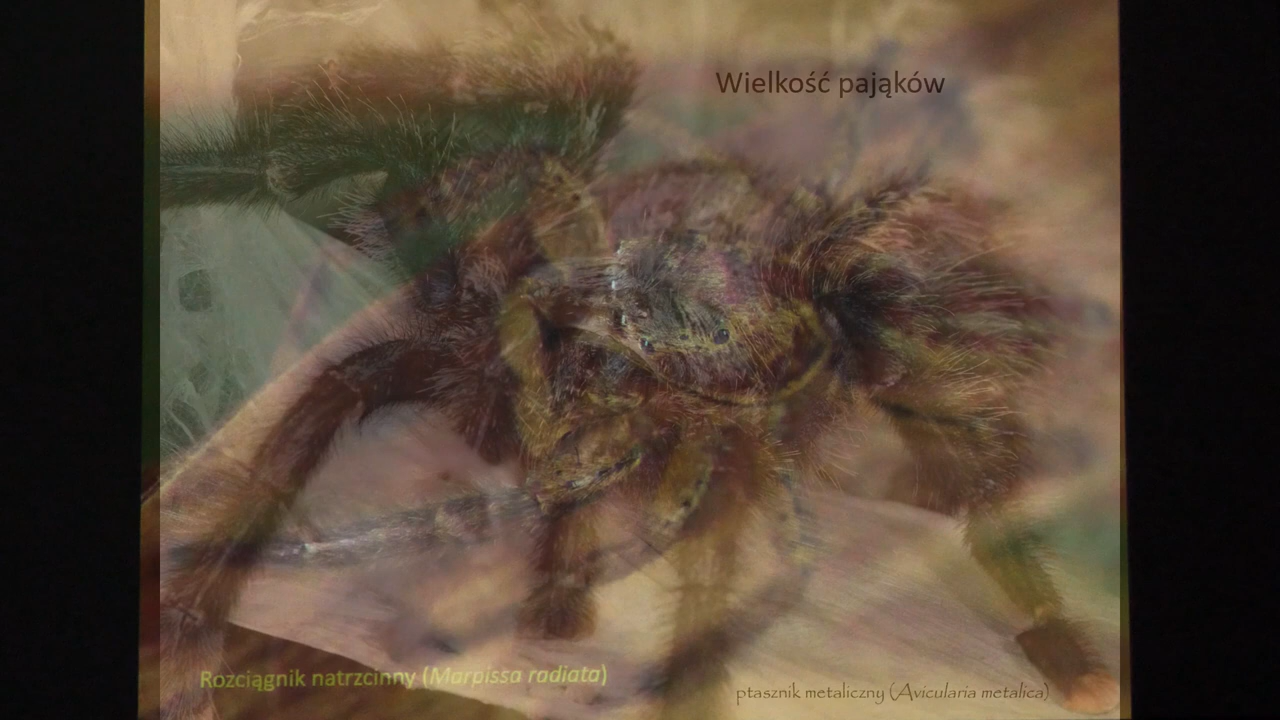 Wielkość pająków
Rozciągnik natrzcinny (Marpissa radiata)
ptasznik metaliczny (Avicularia metalica)